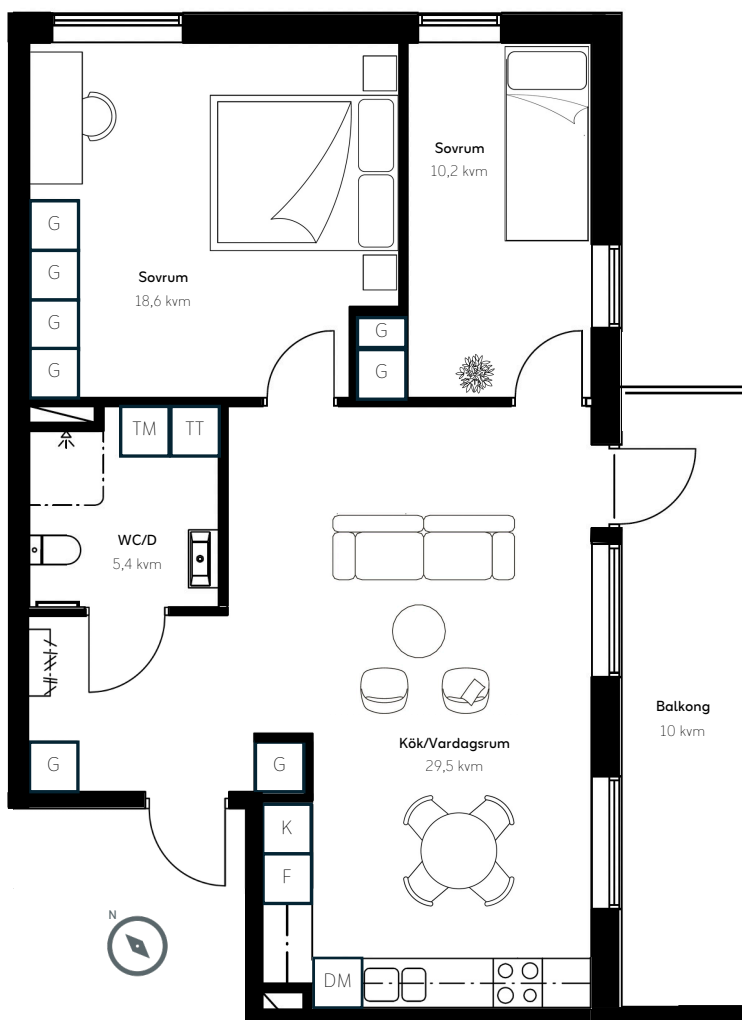 Sovrum
10,2 kvm
G
G
Sovrum
18,6 kvm
G
G
G
G
TM TT
WC/D
5,4 kvm
Balkong
10 kvm
Kök/Vardagsrum
29,5 kvm
G
G
K
F
N
DM